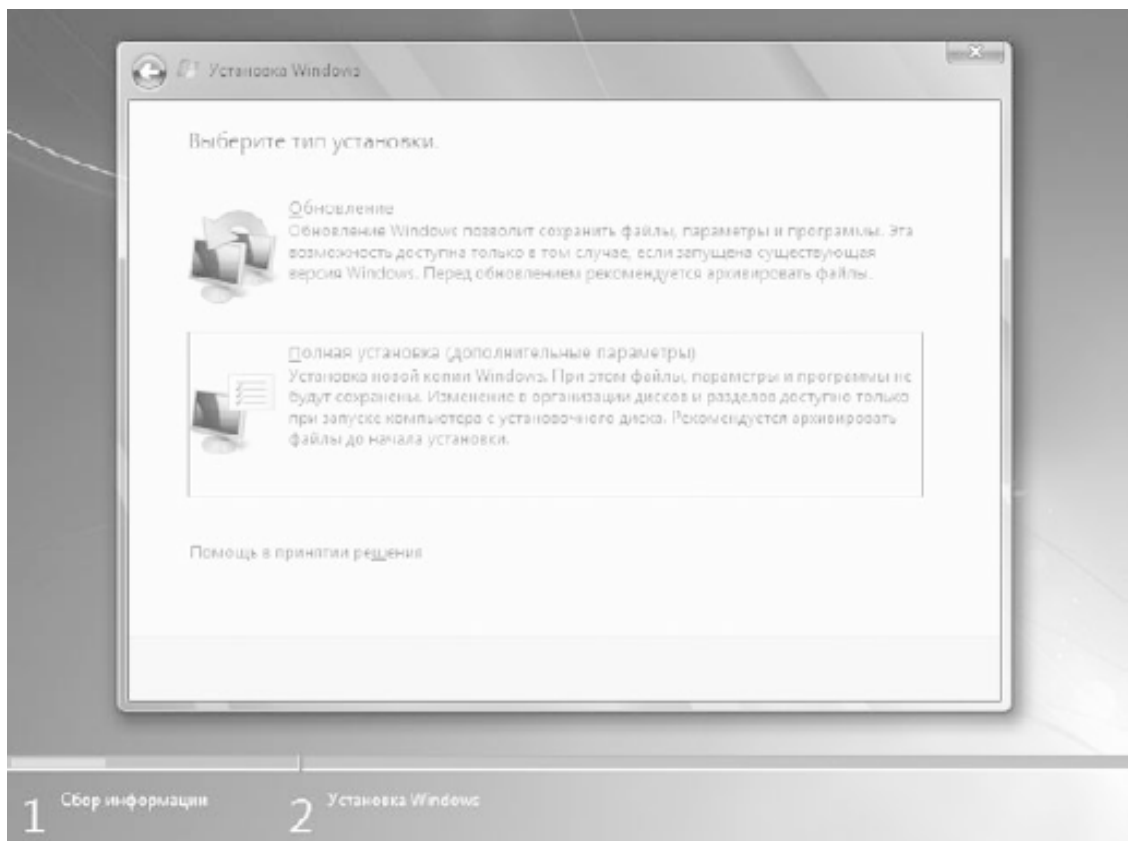 Установка Windows
Выберите тип установки.
Обновление
Обновление Windows позволит сохранить файлы, параметры и программы. Эта
возможность доступна только в том случае, если запущена существующая
версия Windows. Перед обновлением рекомендуется архивировать файлы.
Полная установка (дополнительные параметры)
Установка новой копии Windows. При этом файлы, параметры и программы не
будут сохранены. Изменение в организации дисков и разделов доступно только
при запуске компьютера с установочного диска. Рекомендуется архивировать
файлы до начала установки.
Помощь в принятии решения
1 Сбор информации 2 Установка Windows